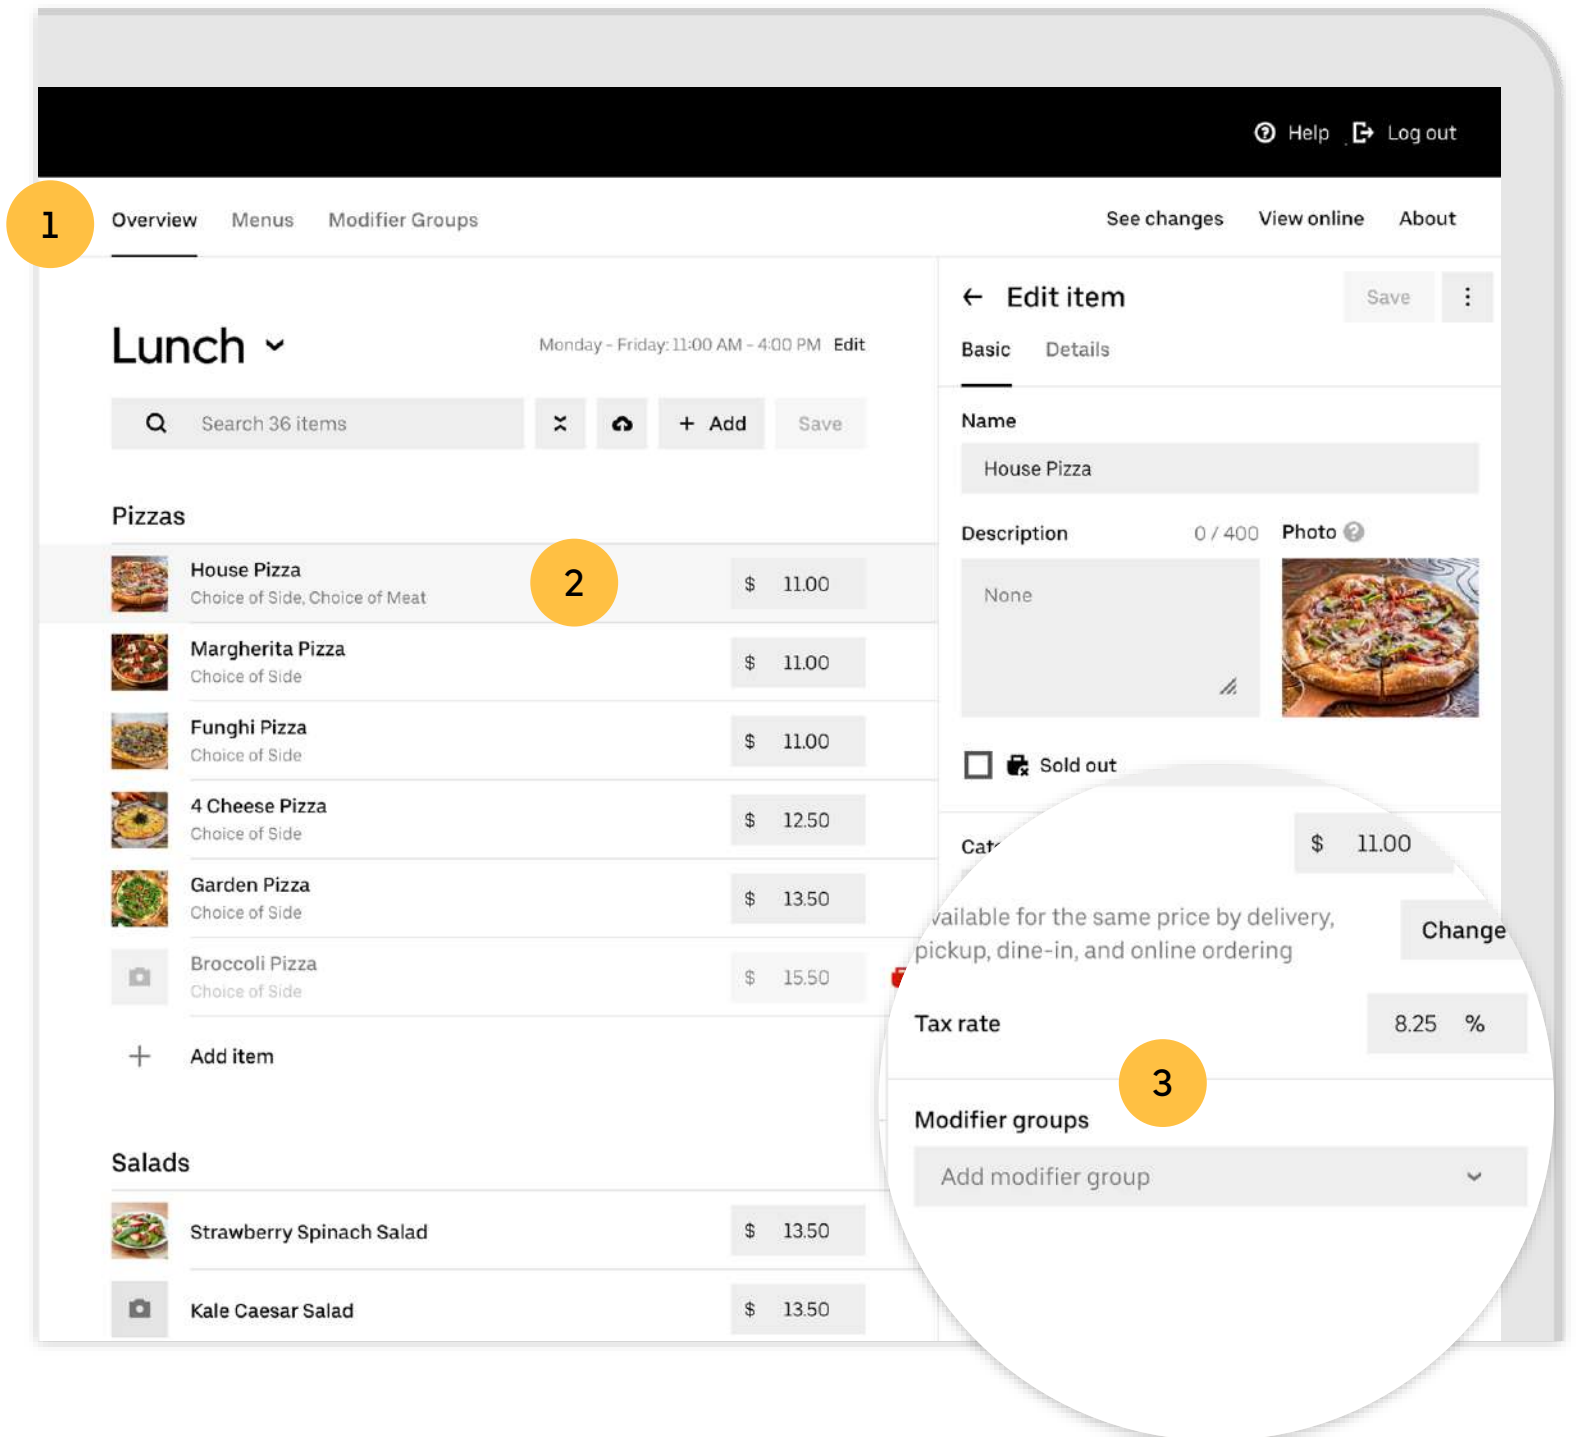 Help Log out
1
Overview Menus Modifier Groups
See changes View online About
Lunch
Monday - Friday: 11:00 AM - 4:00 PM Edit
Search 36 items
+ Add Save
Pizzas
House Pizza
Choice of Side, Choice of Meat
2
$ 11.00
Margherita Pizza
Choice of Side
$ 11.00
Funghi Pizza
Choice of Side
$ 11.00
4 Cheese Pizza
Choice of Side
$ 12.50
Garden Pizza
Choice of Side
$ 13.50
Broccoli Pizza
Choice of Side
$ 15.50
+ Add item
Salads
Strawberry Spinach Salad
$ 13.50
Kale Caesar Salad
$ 13.50
← Edit item Save
Basic Details
Name
House Pizza
Description 0 / 400 Photo
None
Sold out
$ 11.00
for the same price by delivery,
pickup, dine-in, and online ordering
Change
Tax rate 8.25 %
3
Modifier groups
Add modifier group